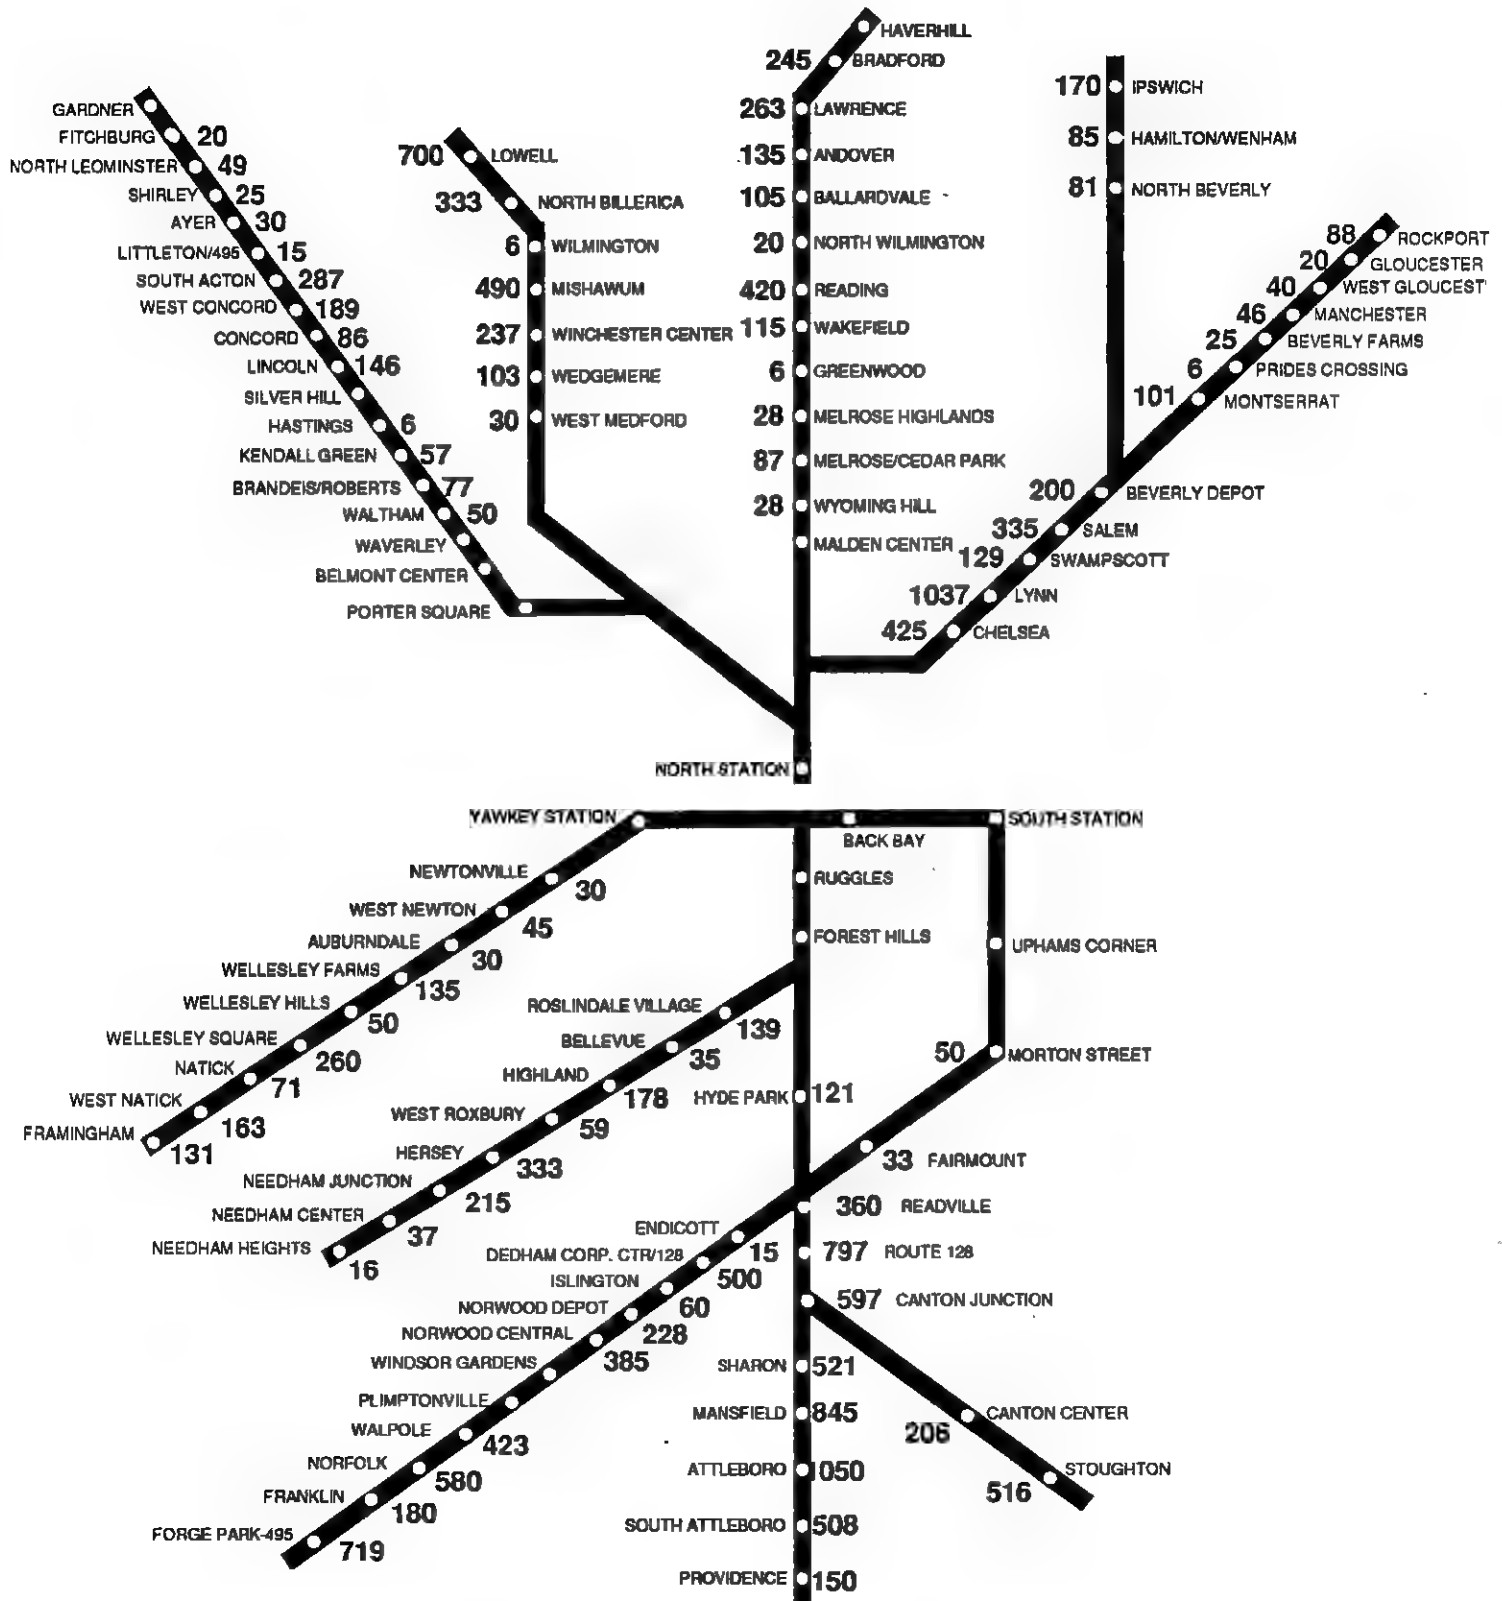 HAVERHILL
245 BRADFORD
263 LAWRENCE
135 ANDOVER
105 BALLARDVALE
20 NORTH WILMINGTON
420 READING
115 WAKEFIELD
6 GREENWOOD
28 MELROSE HIGHLANDS
87 MELROSE/CEDAR PARK
28 WYOMING HILL
MALDEN CENTER
170 IPSWICH
85 HAMILTON/WENHAM
81 NORTH BEVERLY
88 ROCKPORT
20 GLOUCESTER
40 WEST GLOUCEST
46 MANCHESTER
25 BEVERLY FARMS
6 PRIDES CROSSING
101 MONTSERRAT
200 BEVERLY DEPOT
335 SALEM
129 SWAMPSCOTT
1037 LYNN
425 CHELSEA
GARDNER
FITCHBURG 20
NORTH LEOMINSTER 49
SHIRLEY 25
AYER 30
LITTLETON/495 15
SOUTH ACTON 287
WEST CONCORD 189
CONCORD 86
LINCOLN 146
SILVER HILL
HASTINGS 6
KENDALL GREEN 57
BRANDEIS/ROBERTS 77
WALTHAM 50
WAVERLEY
BELMONT CENTER
PORTER SQUARE
700 LOWELL
333 NORTH BILLERICA
6 WILMINGTON
490 MISHAWUM
237 WINCHESTER CENTER
103 WEDGEMERE
30 WEST MEDFORD
NORTH STATION
YAWKEY STATION
BACK BAY
SOUTH STATION
NEWTONVILLE 30
WEST NEWTON 45
AUBURNDALE 30
WELLESLEY FARMS 135
WELLESLEY HILLS 50
WELLESLEY SQUARE 260
NATICK 71
WEST NATICK 163
FRAMINGHAM 131
RUGGLES
FOREST HILLS
UPHAMS CORNER
50 MORTON STREET
33 FAIRMOUNT
ROSLINDALE VILLAGE 139
BELLEVUE 35
HIGHLAND 178
WEST ROXBURY 59
HERSEY 333
NEEDHAM JUNCTION 215
NEEDHAM CENTER 37
NEEDHAM HEIGHTS 16
HYDE PARK 121
360 READVILLE
797 ROUTE 128
597 CANTON JUNCTION
SHARON 521
MANSFIELD 845
ATTLEBORO 1050
SOUTH ATTLEBORO 508
PROVIDENCE 150
206 CANTON CENTER
516 STOUGHTON
ENDICOTT 15
DEDHAM CORP. CTR/128 500
ISLINGTON 60
NORWOOD DEPOT 228
NORWOOD CENTRAL 385
WINDSOR GARDENS
PLIMPTONVILLE
WALPOLE 423
NORFOLK 580
FRANKLIN 180
FORGE PARK-495 719